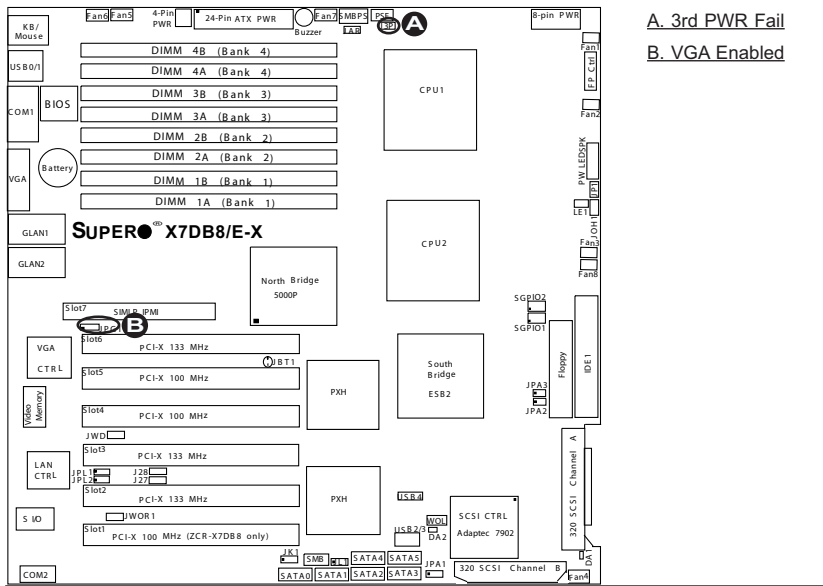 Fan6 Fan5
4-Pin
PWR
24-Pin ATX PWR
Fan7 SMBPS PSF
Buzzer
JAR
A
8-pin PWR
A. 3rd PWR Fail
B. VGA Enabled
KB/
Mouse
USB0/1
COM1
BIOS
Battery
VGA
GLAN1
GLAN2
DIMM 4B (Bank 4)
DIMM 4A (Bank 4)
DIMM 3B (Bank 3)
DIMM 3A (Bank 3)
DIMM 2B (Bank 2)
DIMM 2A (Bank 2)
DIMM 1B (Bank 1)
DIMM 1A (Bank 1)
SUPER● ® X7DB8/E-X
CPU1
CPU2
Fan1
FP Ctrl
Fan2
PW LEDSPK
JP1
LE1
JOH1
Fan3
Fan8
North Bridge
5000P
SGPIO2
SGPIO1
Floppy
IDE1
JPA3
JPA2
Slot7
SIMLP IPMI
JPG1
B
Slot6
PCI-X 133 MHz
JBT1
VGA
CTRL
Slot5
PCI-X 100 MHz
PXH
South
Bridge
ESB2
Video
Memory
Slot4
PCI-X 100 MHz
JWD
Slot3
PCI-X 133 MHz
LAN
CTRL
JPL1
JPL2
J28
J27
Slot2
PCI-X 133 MHz
PXH
USB4
S I/O
JWOR1
Slot1
PCI-X 100 MHz (ZCR-X7DB8 only)
USB2/3
WOL
DA2
SCSI CTRL
Adaptec 7902
320 SCSI Channel A
DA1
COM2
JK1
SMB
SATA4 SATA5
SATA0 SATA1 SATA2 SATA3
JPA1
320 SCSI Channel B
Fan4